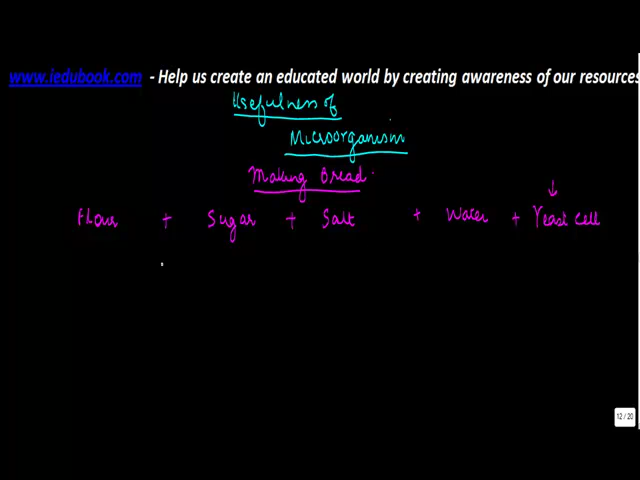 www.iedubook.com - Help us create an educated world by creating awareness of our resources
Usefulness of
Microorganism
Making Bread
Flour + Sugar + Salt + Water + Yeast cell
12 / 20